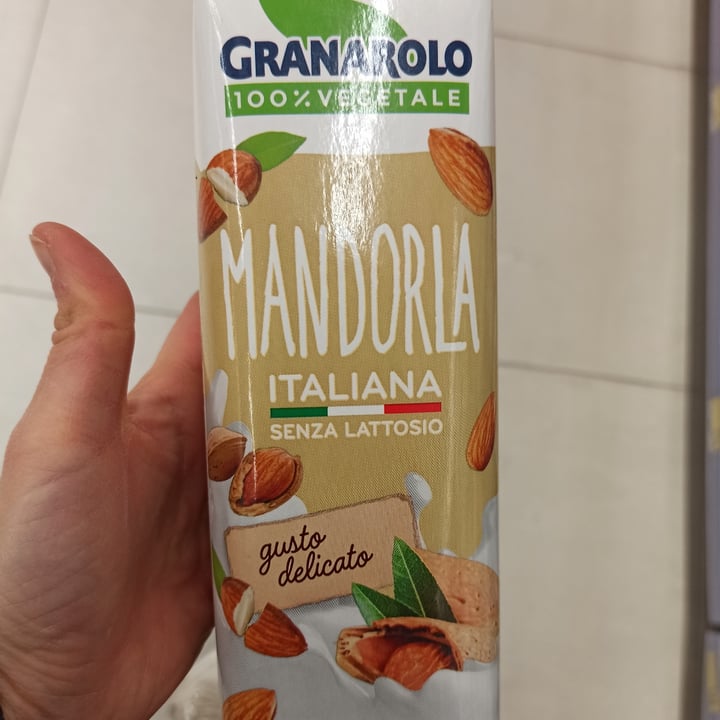 GRANAROLO
100% VEGETALE
MANDORLA
ITALIANA
SENZA LATTOSIO
gusto
delicato